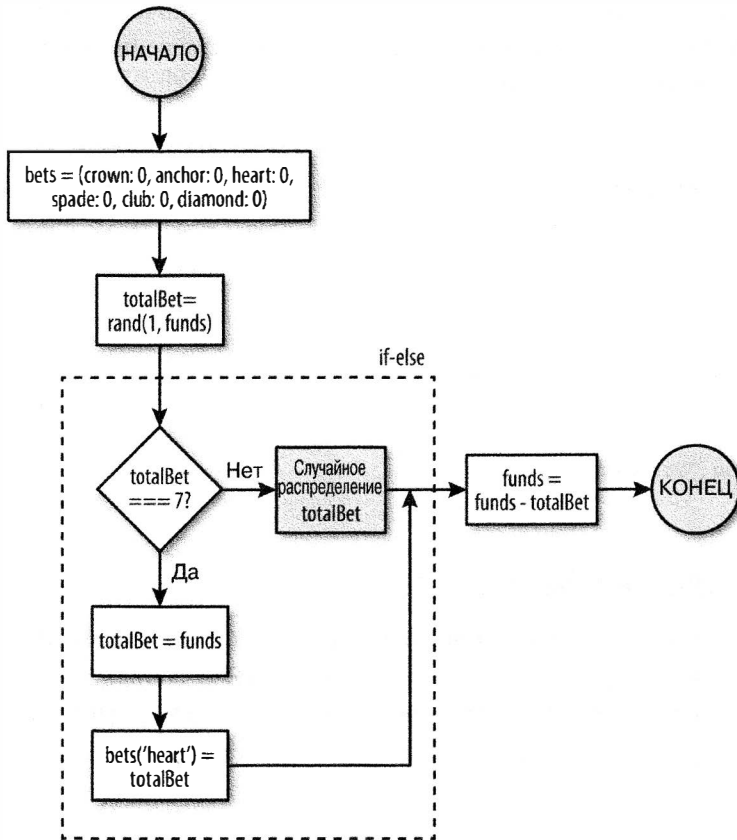 НАЧАЛО
bets = {crown: 0, anchor: 0, heart: 0,
spade: 0, club: 0, diamond: 0}
totalBet=
rand(1, funds)
if-else
totalBet
=== 7?
Нет
Случайное
распределение
totalBet
funds =
funds - totalBet
КОНЕЦ
Да
totalBet = funds
bets('heart') =
totalBet